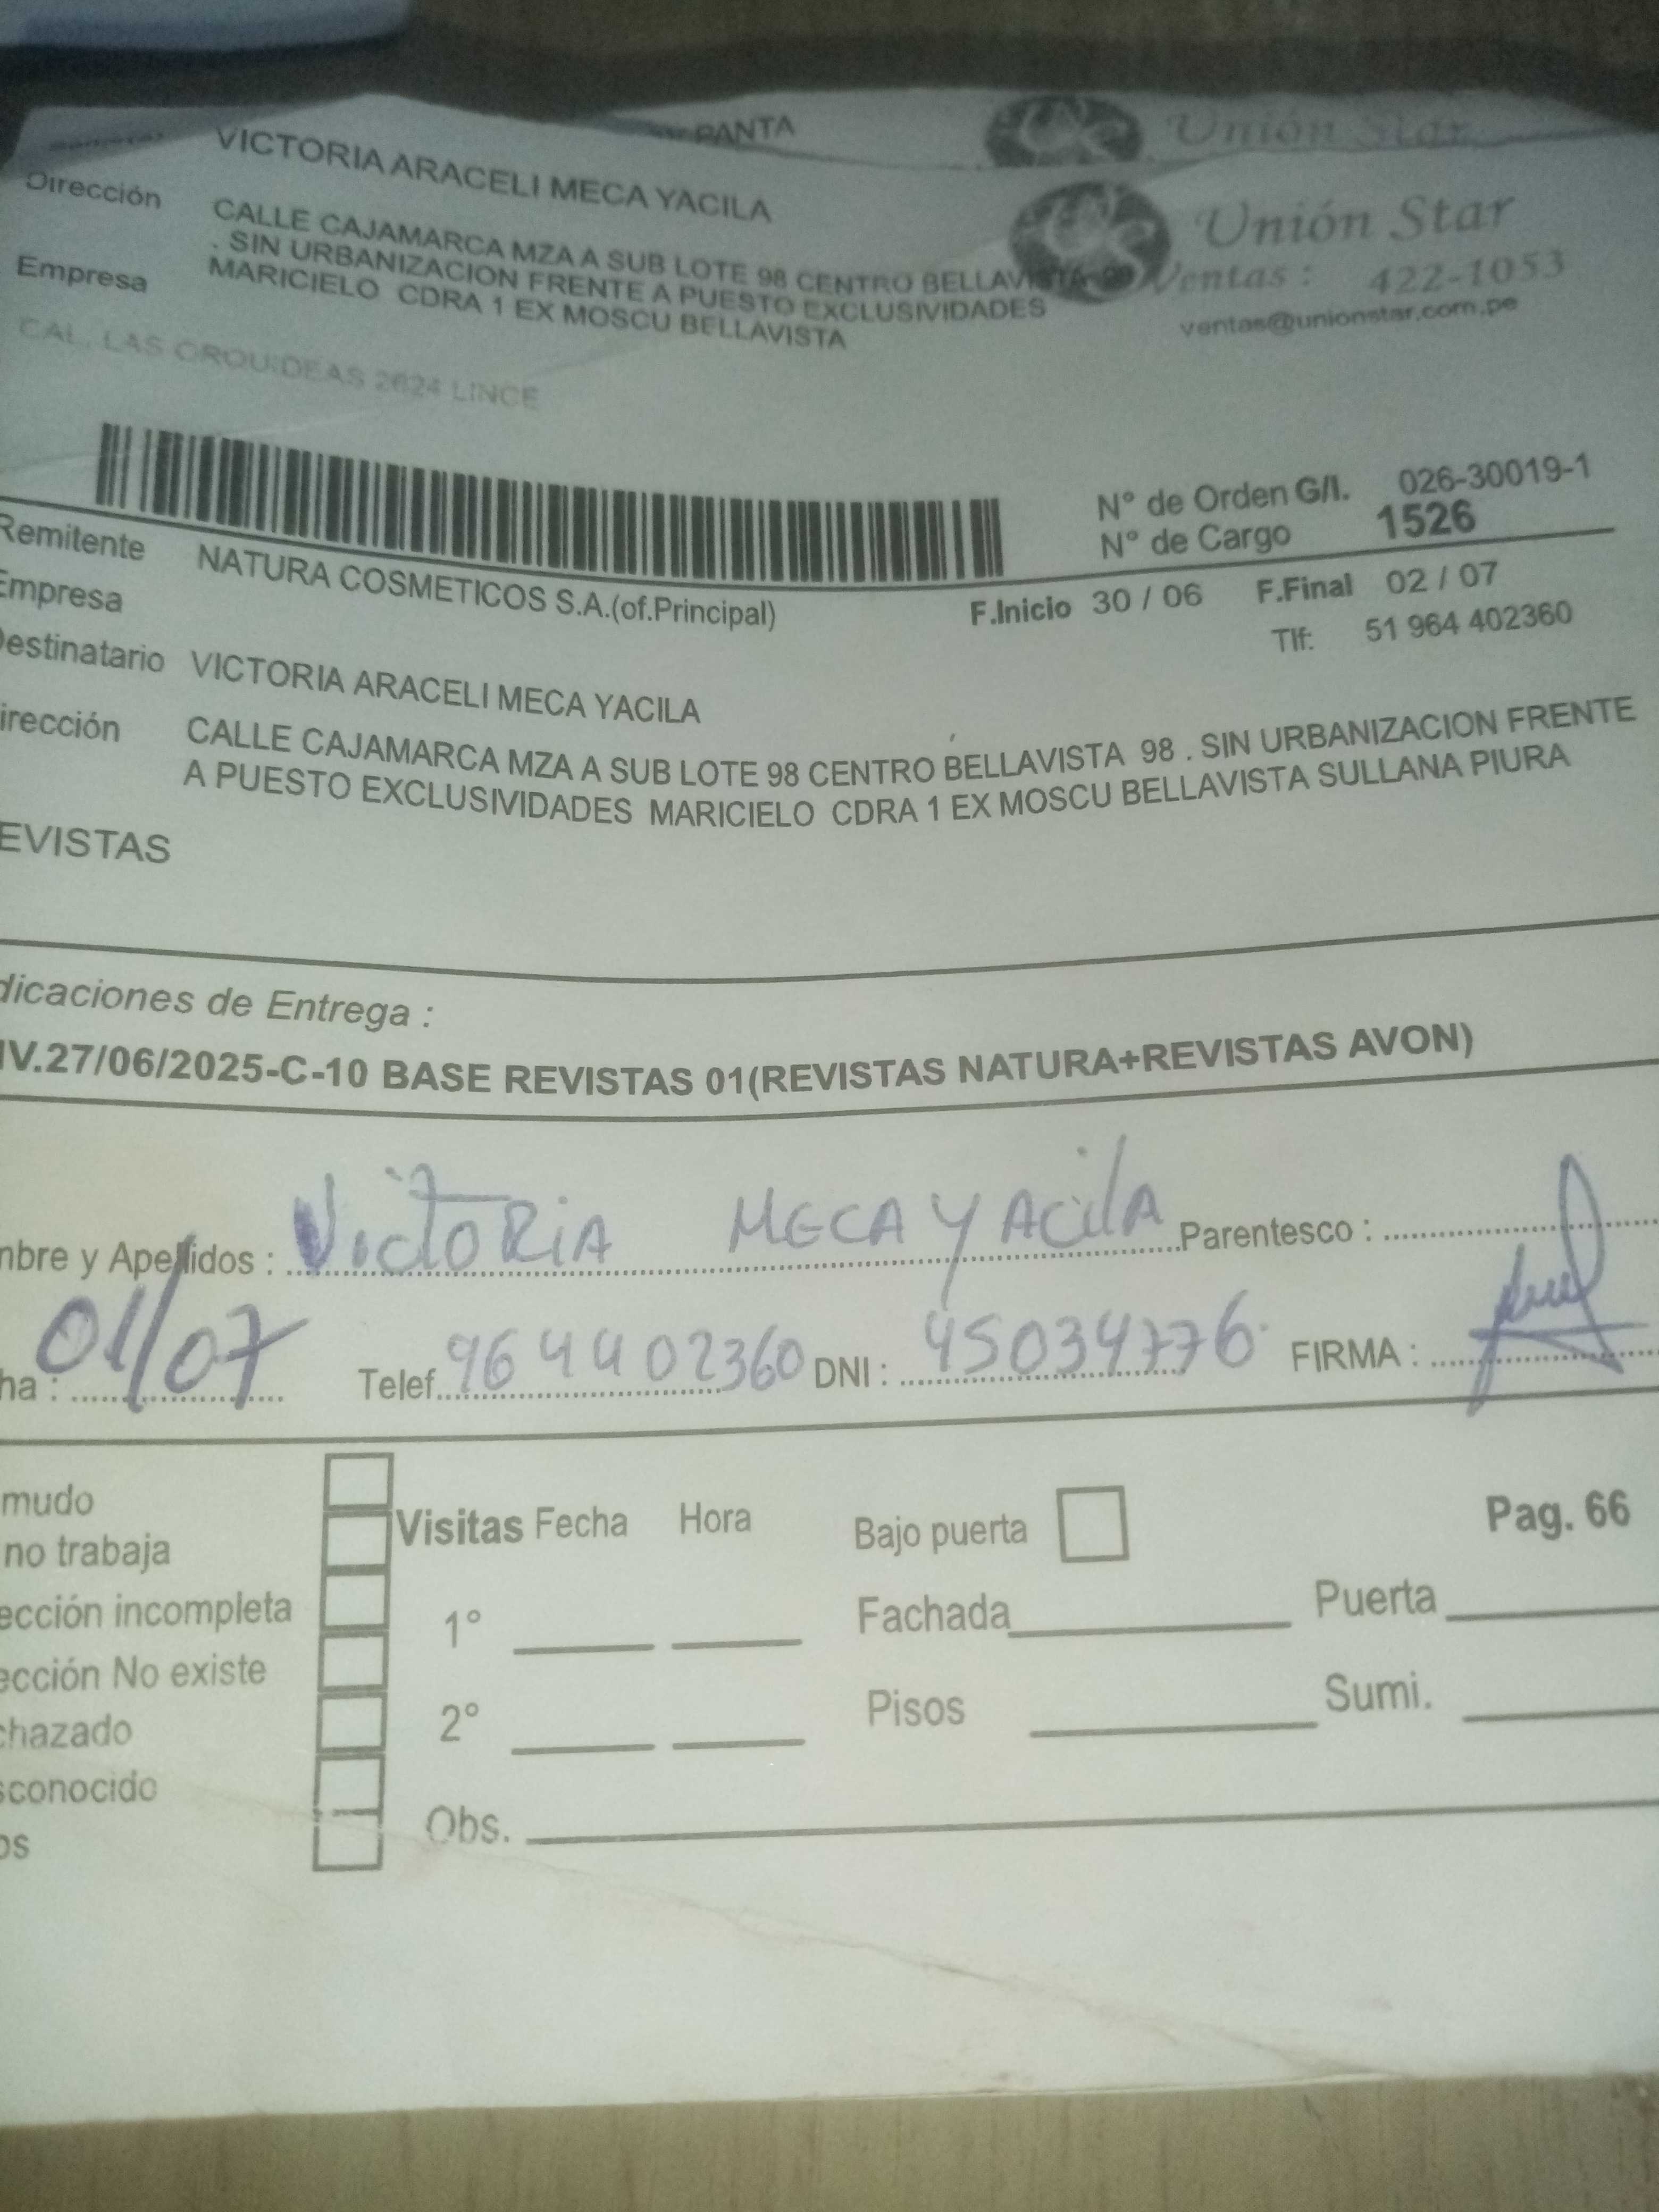 PANTA
Unión Star
VICTORIA ARACELI MECA YACILA
Dirección
CALLE CAJAMARCA MZA A SUB LOTE 98 CENTRO BELLAVISTA 98
. SIN URBANIZACION FRENTE A PUESTO EXCLUSIVIDADES
MARICIELO CDRA 1 EX MOSCU BELLAVISTA
Empresa
CAL. LAS ORQUIDEAS 2624 LINCE
Unión Star
Ventas : 422-1053
ventas@unionstar.com.pe
N° de Orden G/I. 026-30019-1
N° de Cargo 1526
Remitente NATURA COSMETICOS S.A.(of.Principal)
Empresa
F.Inicio 30 / 06 F.Final 02 / 07
Tlf: 51 964 402360
Destinatario VICTORIA ARACELI MECA YACILA
irección CALLE CAJAMARCA MZA A SUB LOTE 98 CENTRO BELLAVISTA 98 . SIN URBANIZACION FRENTE
A PUESTO EXCLUSIVIDADES MARICIELO CDRA 1 EX MOSCU BELLAVISTA SULLANA PIURA
EVISTAS
dicaciones de Entrega :
IV.27/06/2025-C-10 BASE REVISTAS 01(REVISTAS NATURA+REVISTAS AVON)
mbre y Apellidos : Victoria MECA YAcilA Parentesco :
ha : 01/07 Telef. 964402360 DNI : 45034776 FIRMA :
mudo
no trabaja
ección incompleta
ección No existe
chazado
sconocido
os
Visitas Fecha Hora
1°
2°
Obs.
Bajo puerta
Pag. 66
Fachada Puerta
Pisos Sumi.